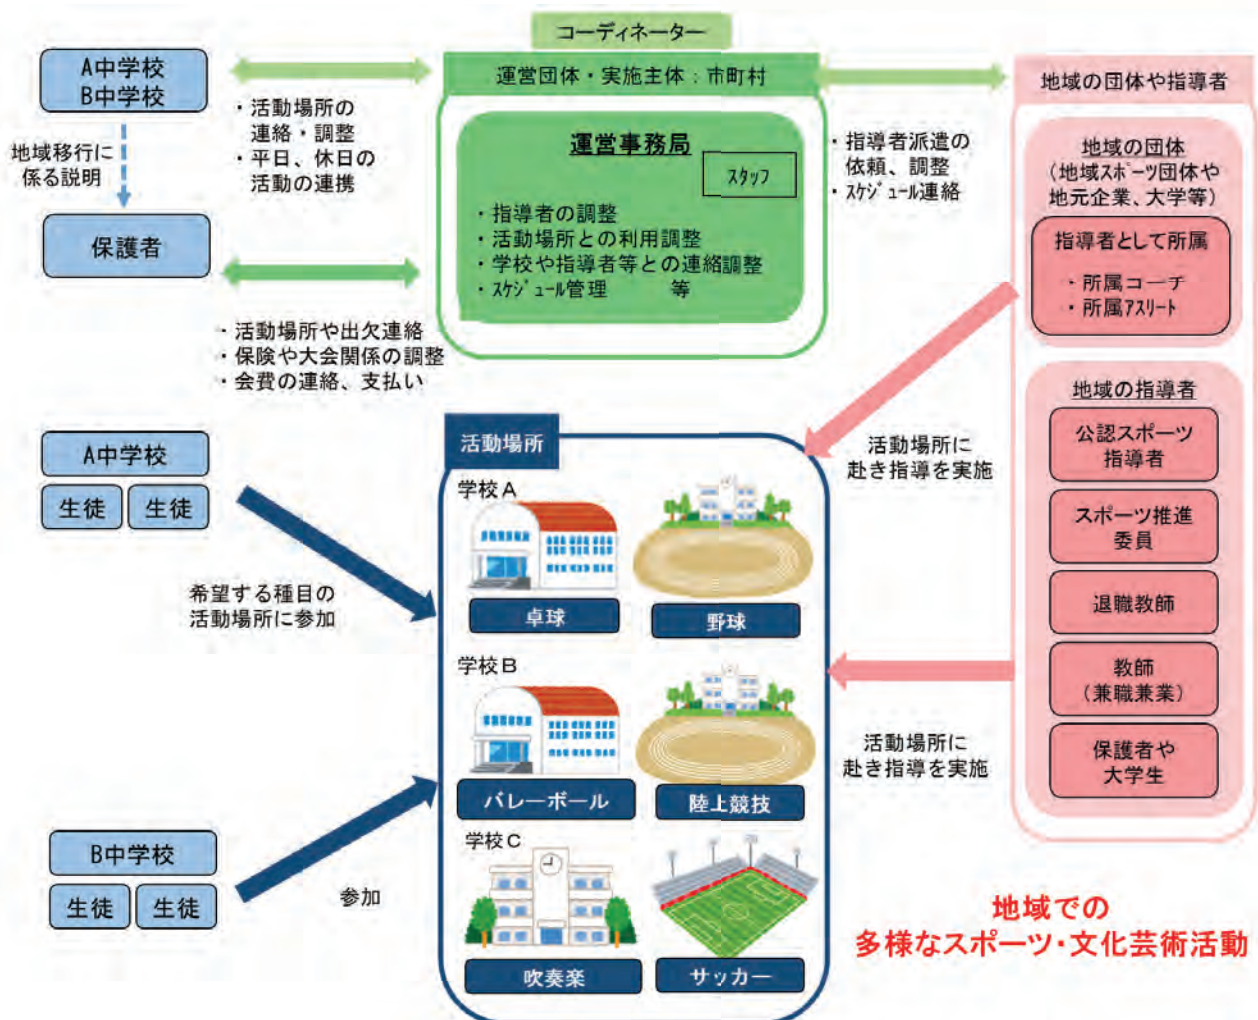 コーディネーター
運営団体・実施主体：市町村
A中学校
B中学校
地域移行に
係る説明
保護者
・活動場所の
連絡・調整
・平日、休日の
活動の連携
運営事務局
スタッフ
・指導者の調整
・活動場所との利用調整
・学校や指導者等との連絡調整
・スケジュール管理　　等
・指導者派遣の
依頼、調整
・スケジュール連絡
・活動場所や出欠連絡
・保険や大会関係の調整
・会費の連絡、支払い
地域の団体や指導者
地域の団体
（地域スポーツ団体や
地元企業、大学等）
指導者として所属
・所属コーチ
・所属アスリート
地域の指導者
公認スポーツ
指導者
スポーツ推進
委員
退職教師
教師
（兼職兼業）
保護者や
大学生
活動場所に
赴き指導を実施
活動場所に
赴き指導を実施
A中学校
生徒
生徒
希望する種目の
活動場所に参加
B中学校
生徒
生徒
参加
活動場所
学校A
卓球
野球
学校B
バレーボール
陸上競技
学校C
吹奏楽
サッカー
地域での
多様なスポーツ・文化芸術活動